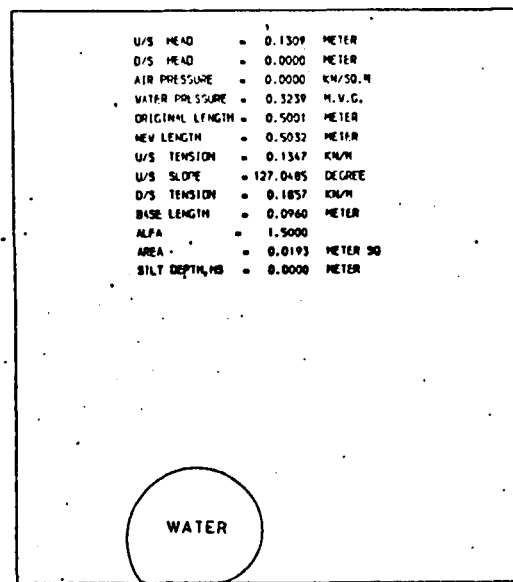 U/S HEAD = 0.1309 METER
D/S HEAD = 0.0000 METER
AIR PRESSURE = 0.0000 KN/SQ.M
WATER PRESSURE = 0.3239 M.V.G.
ORIGINAL LENGTH = 0.5001 METER
NEW LENGTH = 0.5032 METER
U/S TENSION = 0.1347 KN/M
U/S SLOPE = 127.0485 DEGREE
D/S TENSION = 0.1857 KN/M
BASE LENGTH = 0.0960 METER
ALFA = 1.5000
AREA = 0.0193 METER SQ
SILT DEPTH,HS = 0.0000 METER
WATER